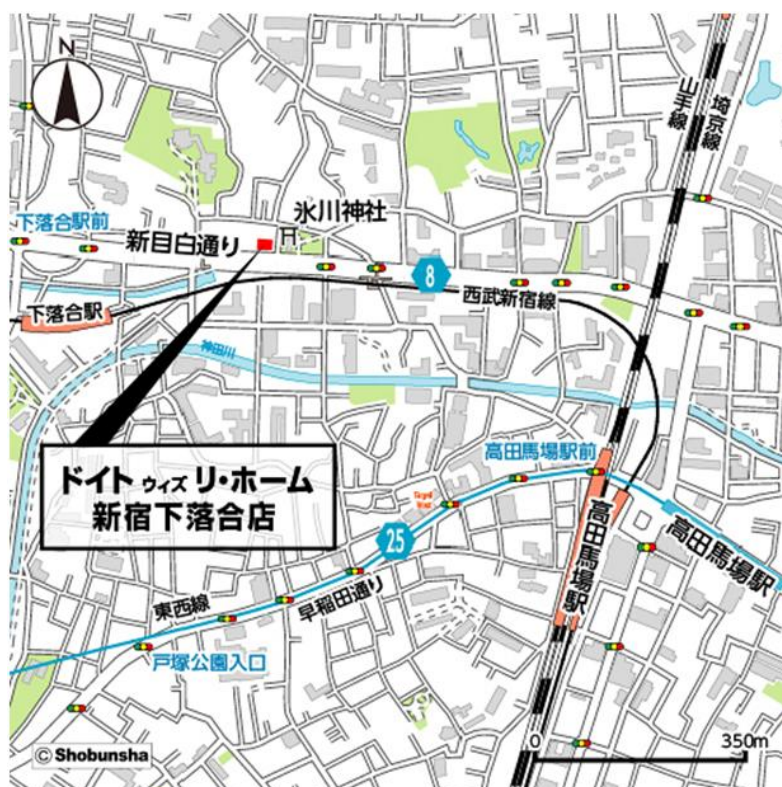 N
山手線
埼京線
下落合駅前
新目白通り
氷川神社
8
西武新宿線
下落合駅
神田川
高田馬場駅前
ドイト ウィズ リ・ホーム
新宿下落合店
25
高田馬場駅
高田馬場駅
東西線
早稲田通り
戸塚公園入口
© Shobunsha
0
350m